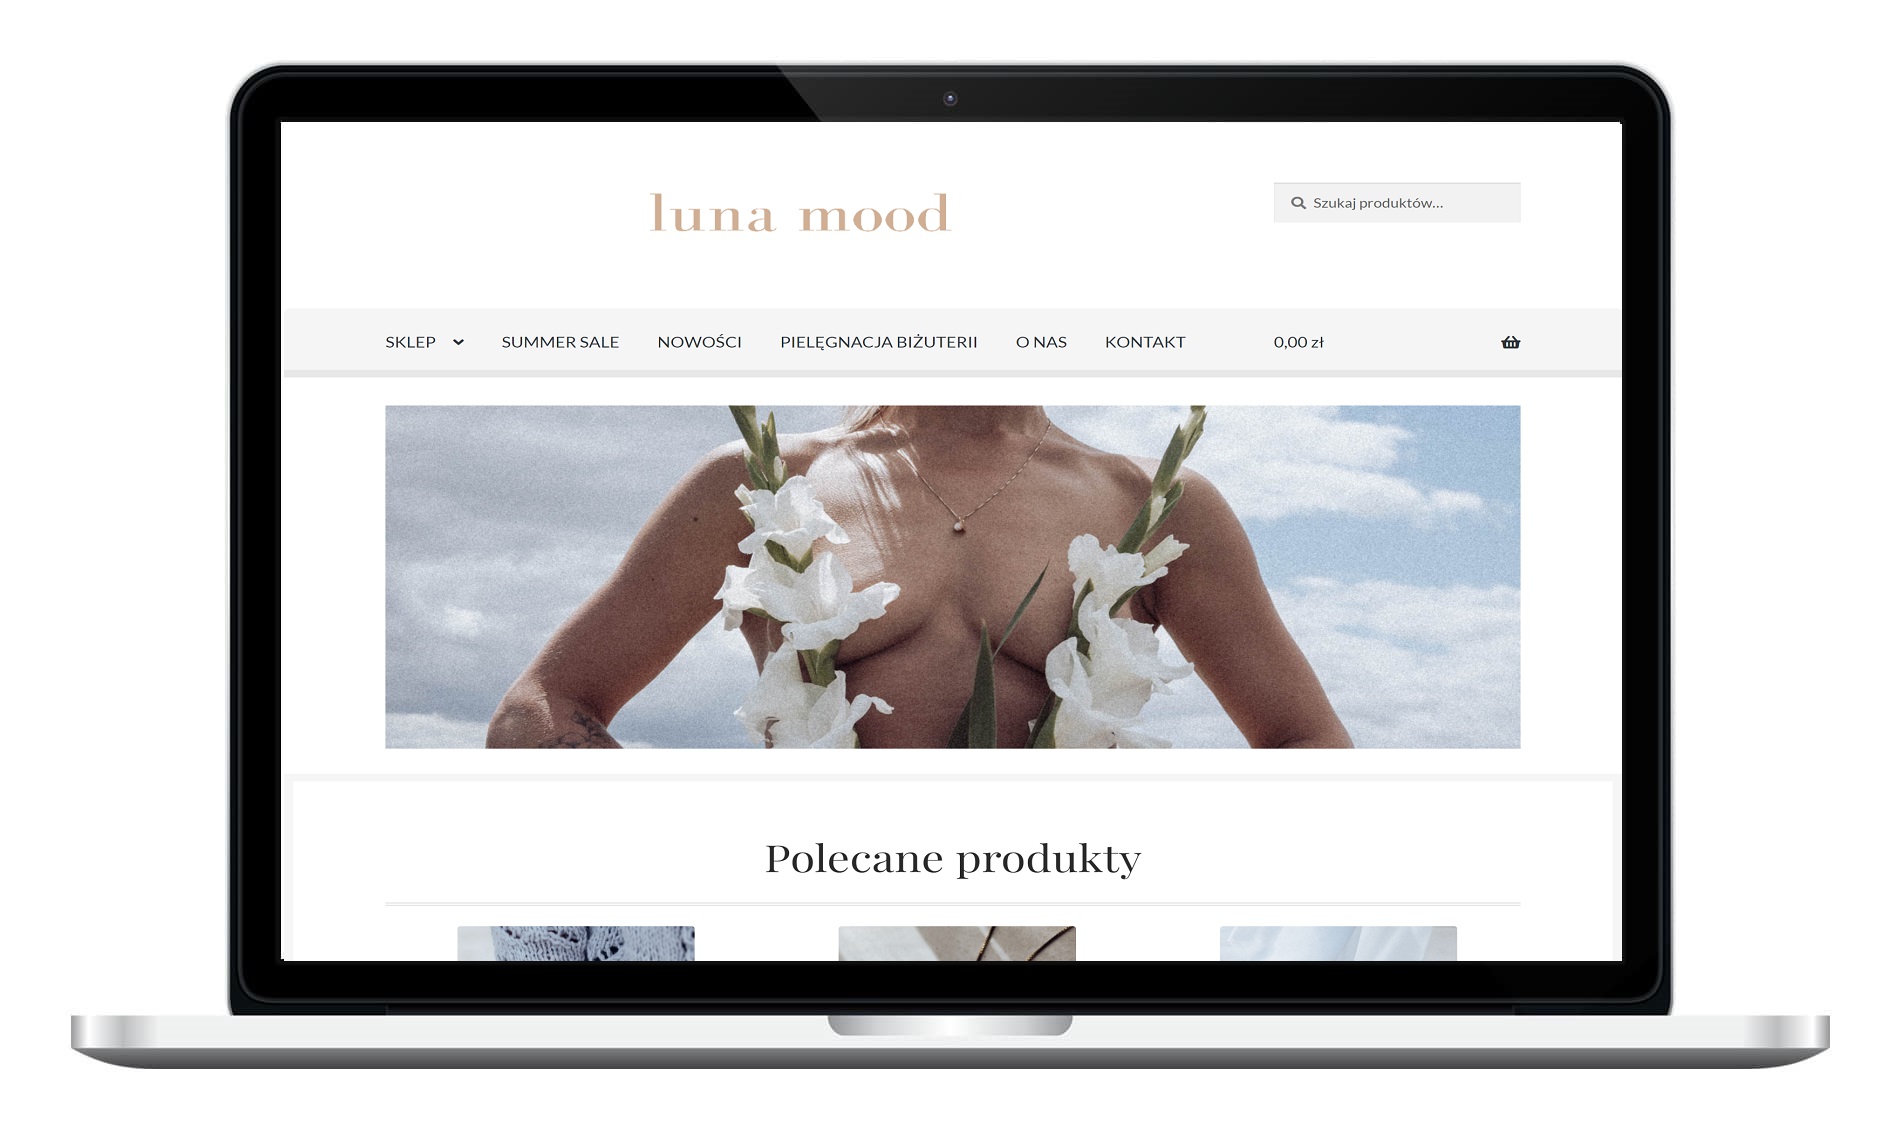 luna mood
Szukaj produktów...
SKLEP SUMMER SALE NOWOŚCI PIELĘGNACJA BIŻUTERII O NAS KONTAKT 0,00 zł
Polecane produkty